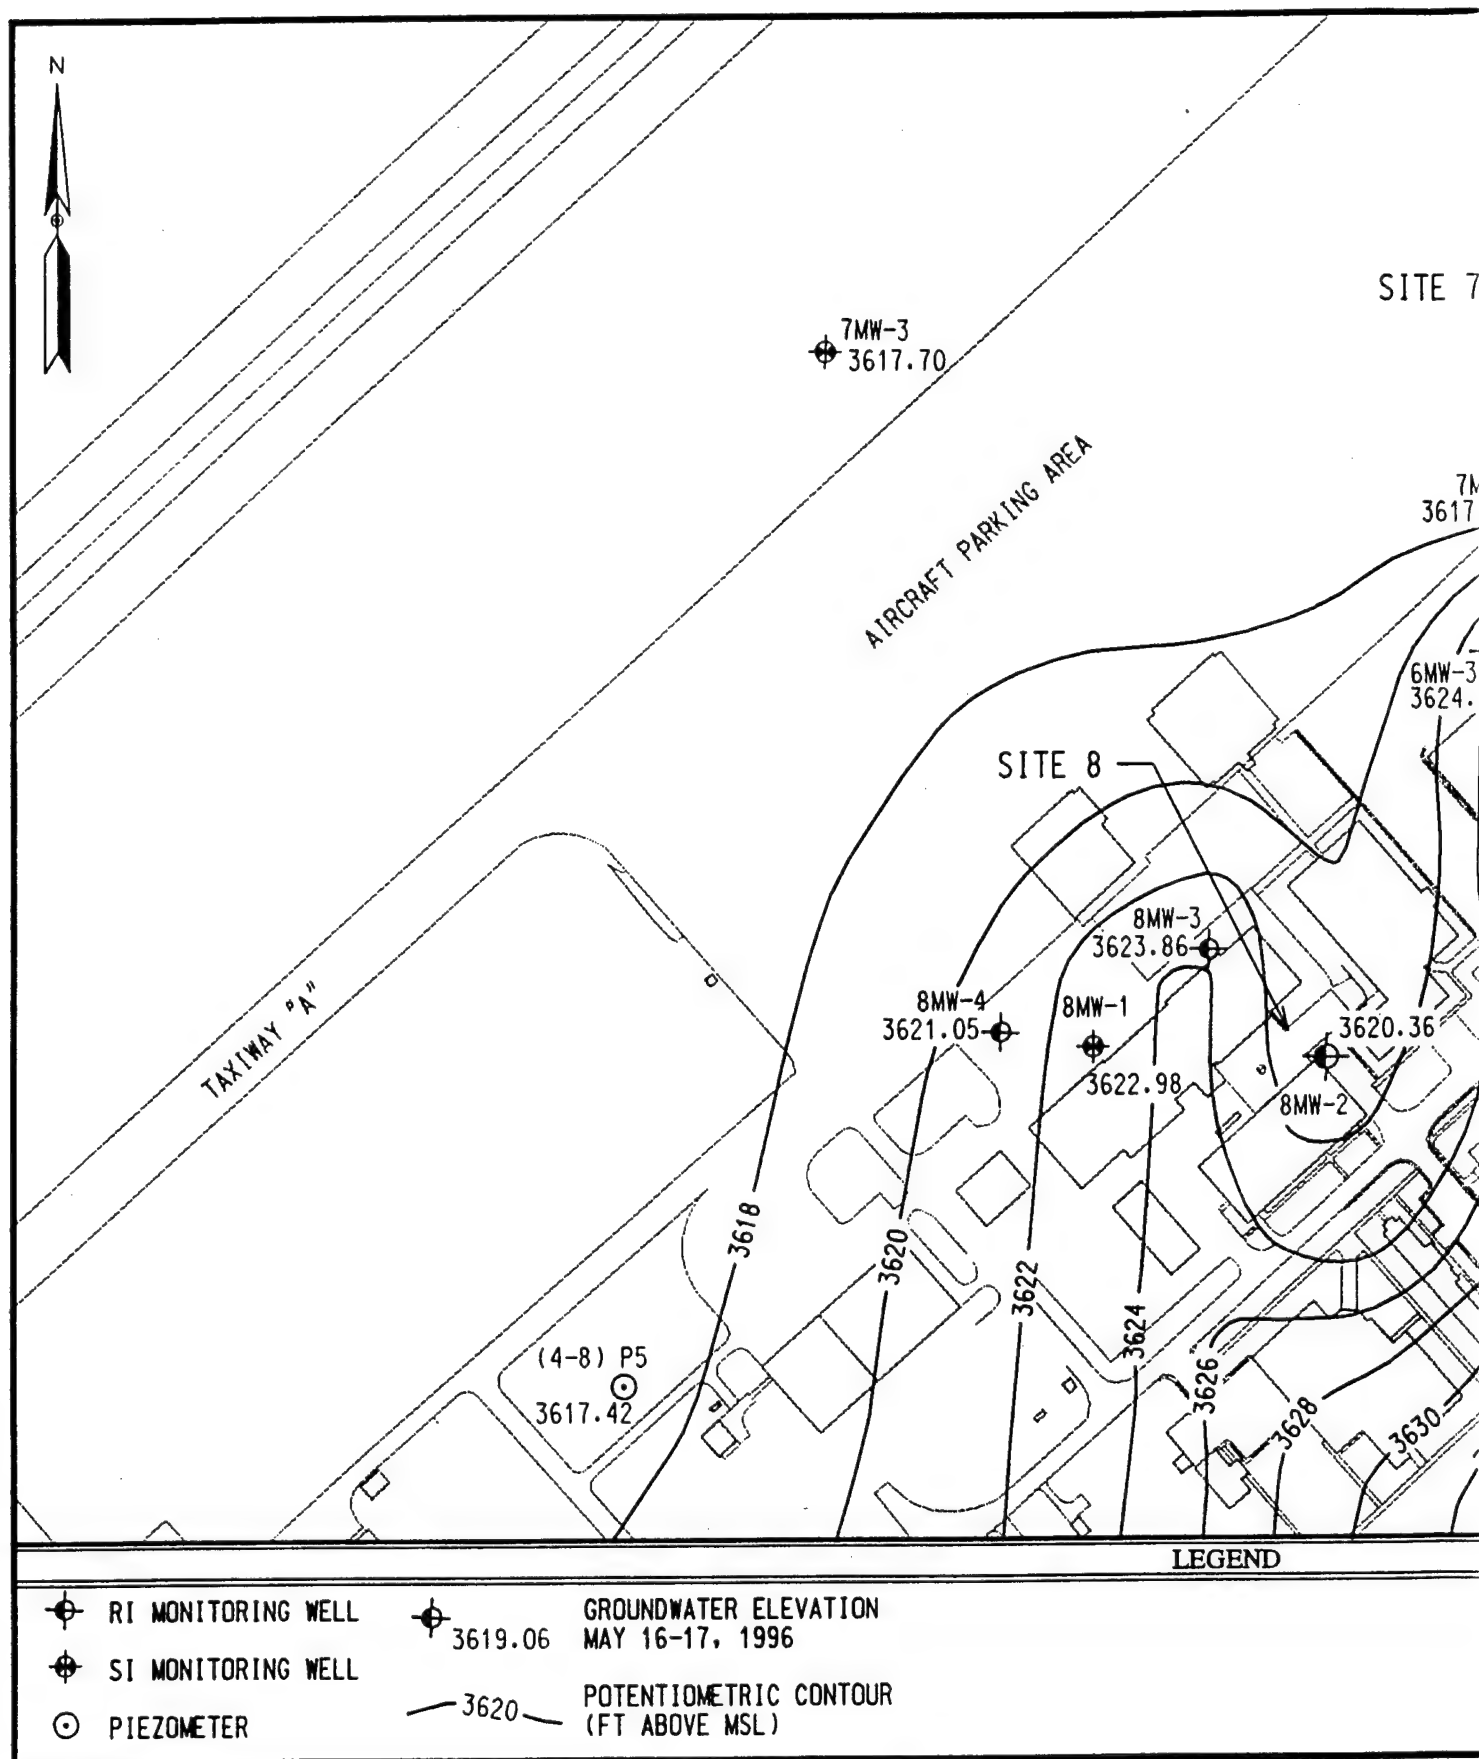 N
SITE 7
7MW-3
3617.70
AIRCRAFT PARKING AREA
7M
3617
6MW-3
3624.
SITE 8
8MW-3
3623.86
8MW-4
3621.05
8MW-1
3622.98
3620.36
8MW-2
TAXIWAY "A"
3618
3620
3622
3624
3626
3628
3630
(4-8) P5
3617.42
LEGEND
RI MONITORING WELL
SI MONITORING WELL
PIEZOMETER
3619.06
GROUNDWATER ELEVATION
MAY 16-17, 1996
3620
POTENTIOMETRIC CONTOUR
(FT ABOVE MSL)